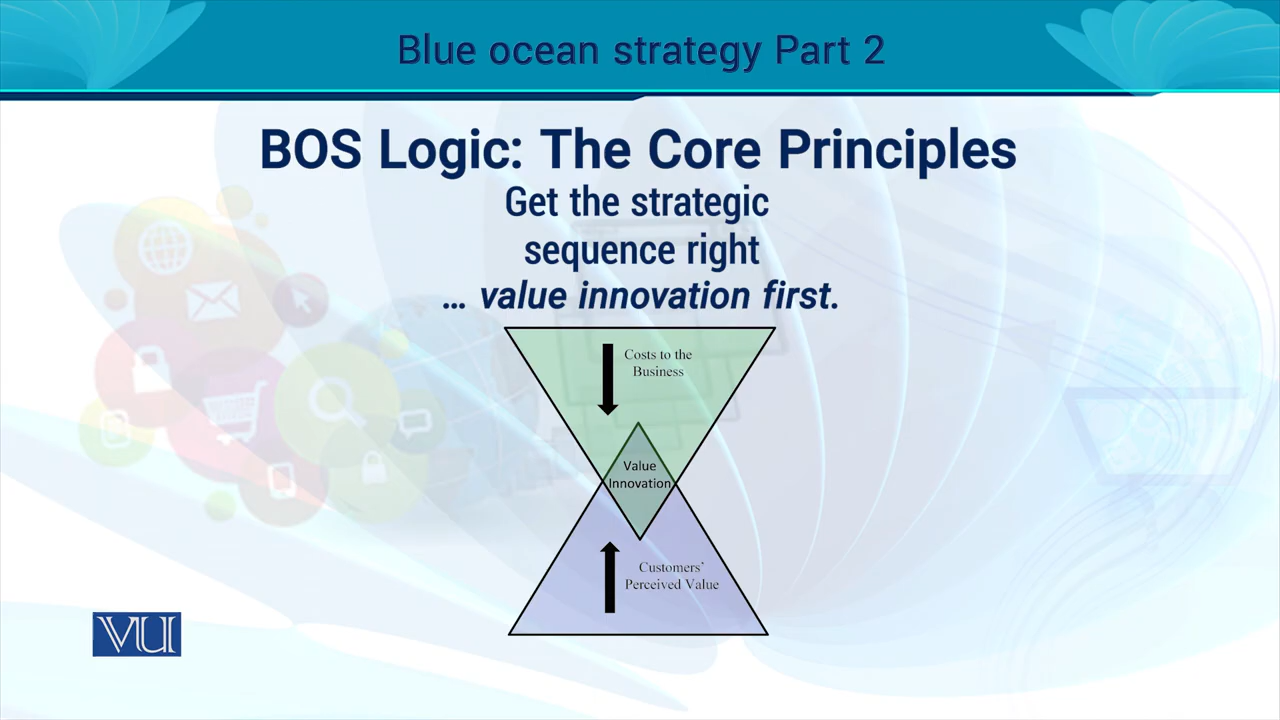 Blue ocean strategy Part 2
BOS Logic: The Core Principles
Get the strategic
sequence right
... value innovation first.
Costs to the
Business
Value
Innovation
Customers'
Perceived Value
VU